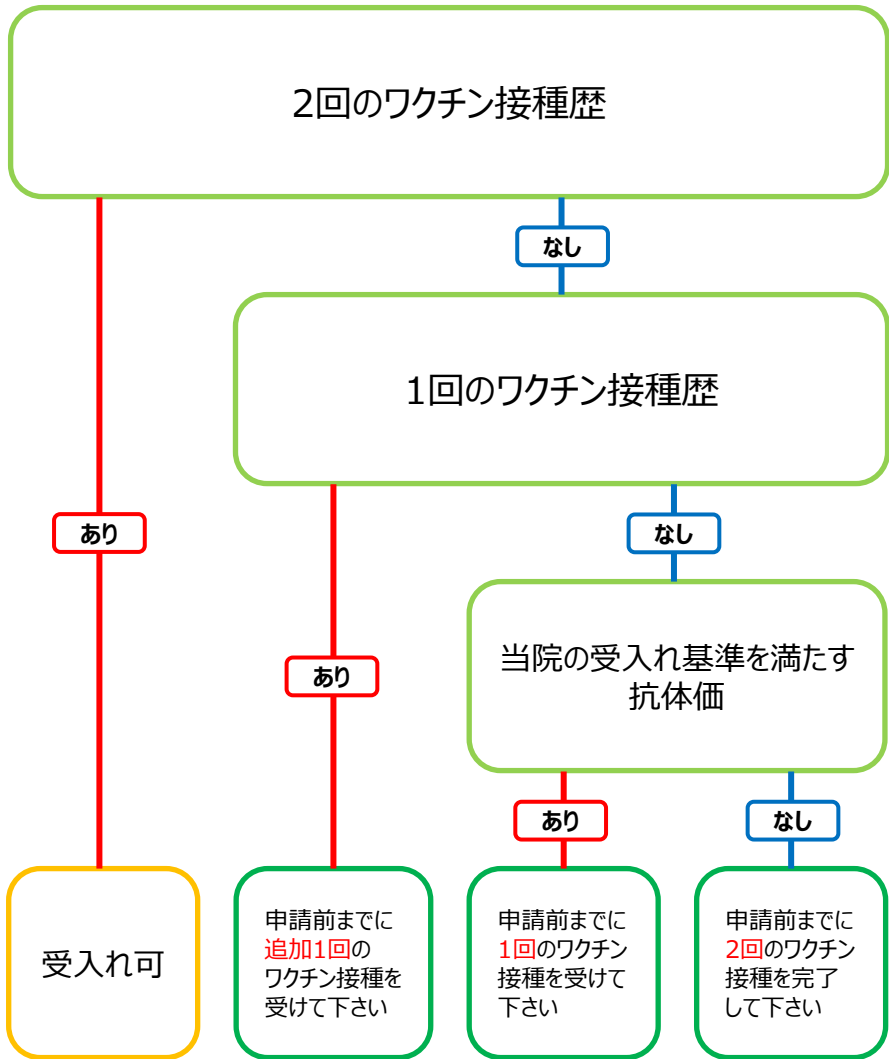 2回のワクチン接種歴
なし
1回のワクチン接種歴
あり
なし
当院の受入れ基準を満たす
抗体価
あり
あり
なし
受入れ可
申請前までに
追加1回の
ワクチン接種を
受けて下さい
申請前までに
1回のワクチン
接種を受けて
下さい
申請前までに
2回のワクチン
接種を完了
して下さい